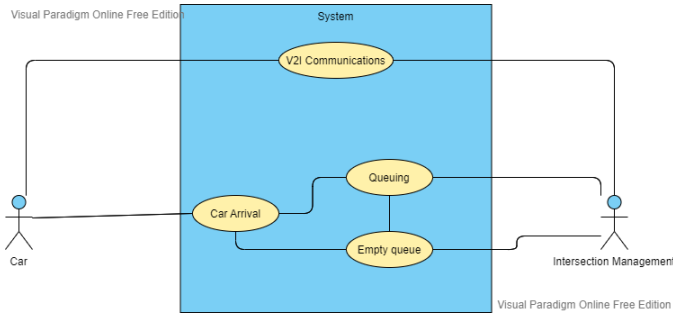 Visual Paradigm Online Free Edition
System
V2I Communications
Queuing
Car Arrival
Empty queue
Car
Intersection Management
Visual Paradigm Online Free Edition